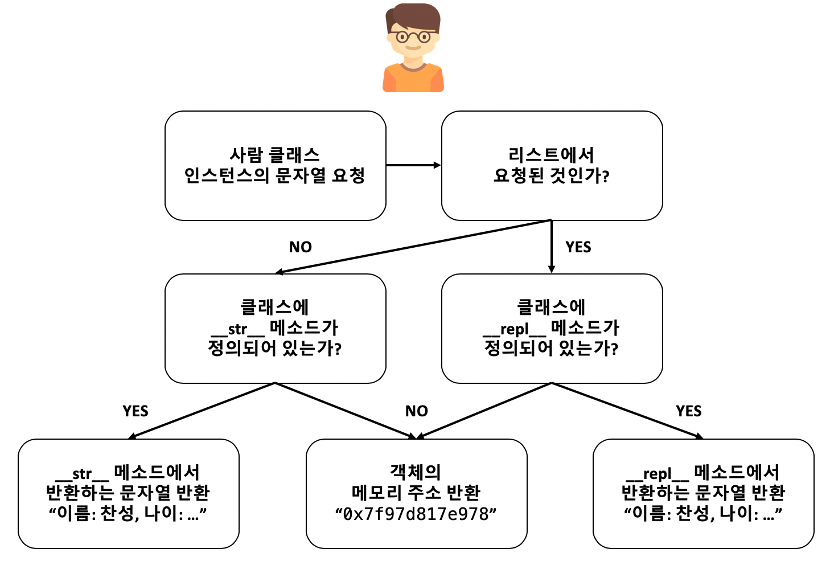 사람 클래스
인스턴스의 문자열 요청
리스트에서
요청된 것인가?
NO
YES
클래스에
__str__ 메소드가
정의되어 있는가?
클래스에
__repl__ 메소드가
정의되어 있는가?
YES
NO
YES
__str__ 메소드에서
반환하는 문자열 반환
“이름: 찬성, 나이: ...”
객체의
메모리 주소 반환
“0x7f97d817e978”
__repl__ 메소드에서
반환하는 문자열 반환
“이름: 찬성, 나이: ...”